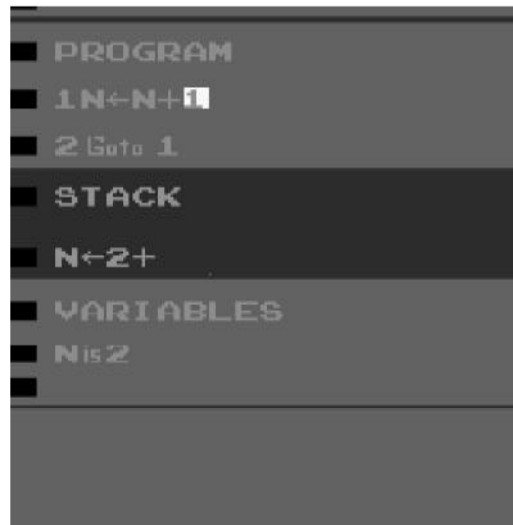 PROGRAM
1 N←N+1
2 Goto 1
STACK
N←2+
VARIABLES
N is 2